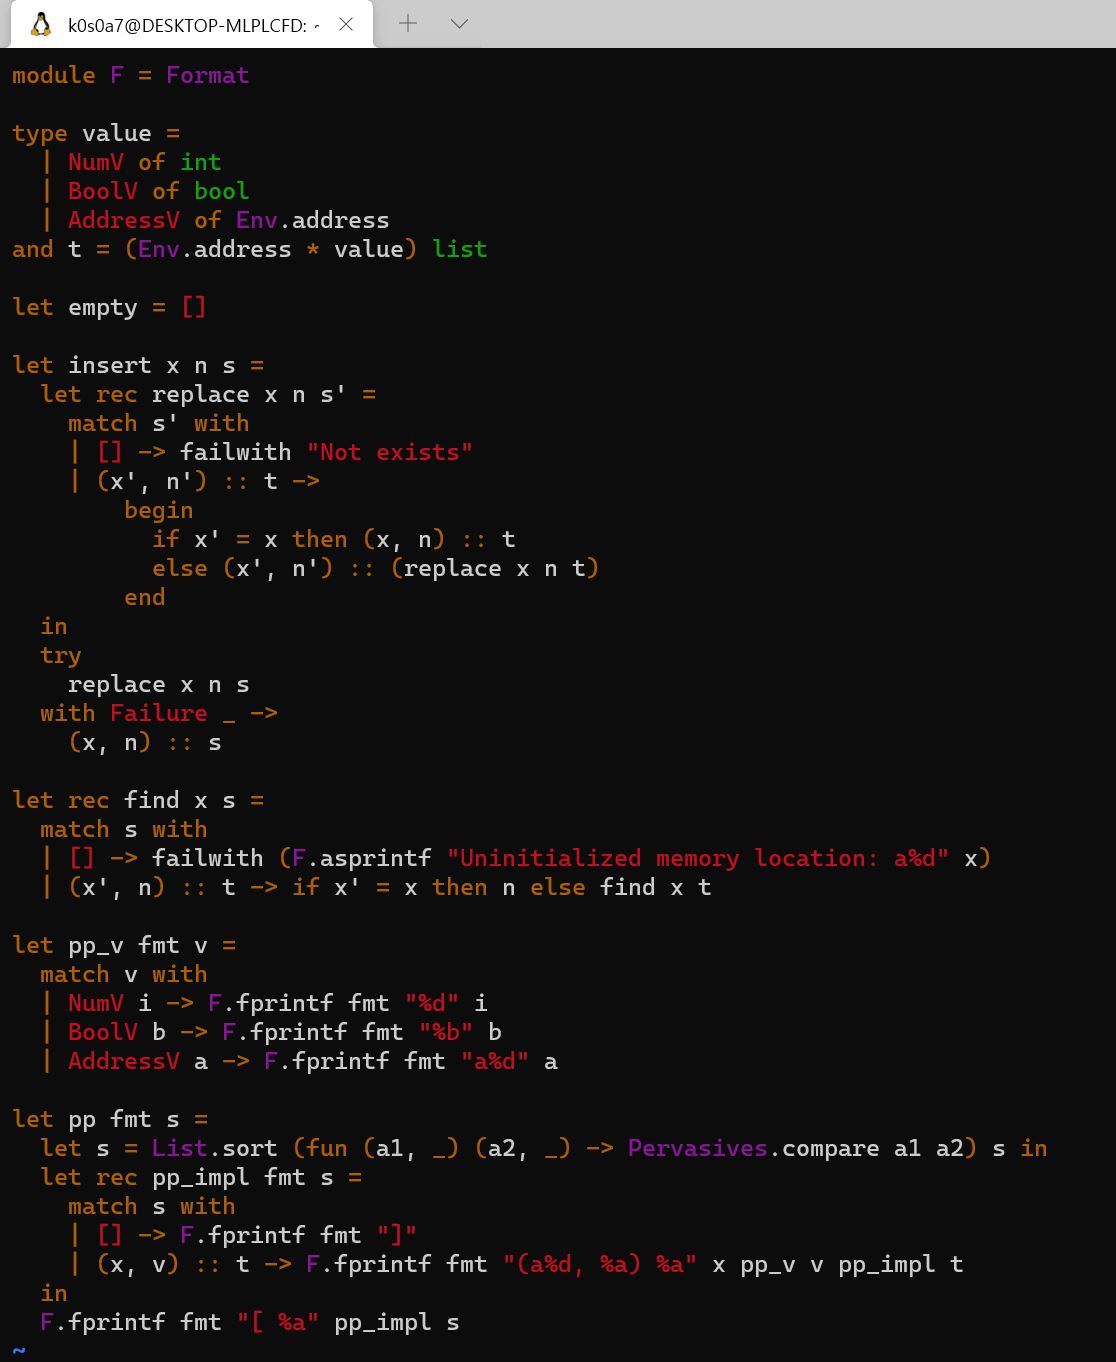 k0s0a7@DESKTOP-MLPLCFD: ~
module F = Format
type value =
  | NumV of int
  | BoolV of bool
  | AddressV of Env.address
and t = (Env.address * value) list
let empty = []
let insert x n s =
  let rec replace x n s' =
    match s' with
    | [] -> failwith "Not exists"
    | (x', n') :: t ->
        begin
          if x' = x then (x, n) :: t
          else (x', n') :: (replace x n t)
        end
  in
  try
    replace x n s
  with Failure _ ->
    (x, n) :: s
let rec find x s =
  match s with
  | [] -> failwith (F.asprintf "Uninitialized memory location: a%d" x)
  | (x', n) :: t -> if x' = x then n else find x t
let pp_v fmt v =
  match v with
  | NumV i -> F.fprintf fmt "%d" i
  | BoolV b -> F.fprintf fmt "%b" b
  | AddressV a -> F.fprintf fmt "a%d" a
let pp fmt s =
  let s = List.sort (fun (a1, _) (a2, _) -> Pervasives.compare a1 a2) s in
  let rec pp_impl fmt s =
    match s with
    | [] -> F.fprintf fmt "]"
    | (x, v) :: t -> F.fprintf fmt "(a%d, %a) %a" x pp_v v pp_impl t
  in
  F.fprintf fmt "[ %a" pp_impl s
~